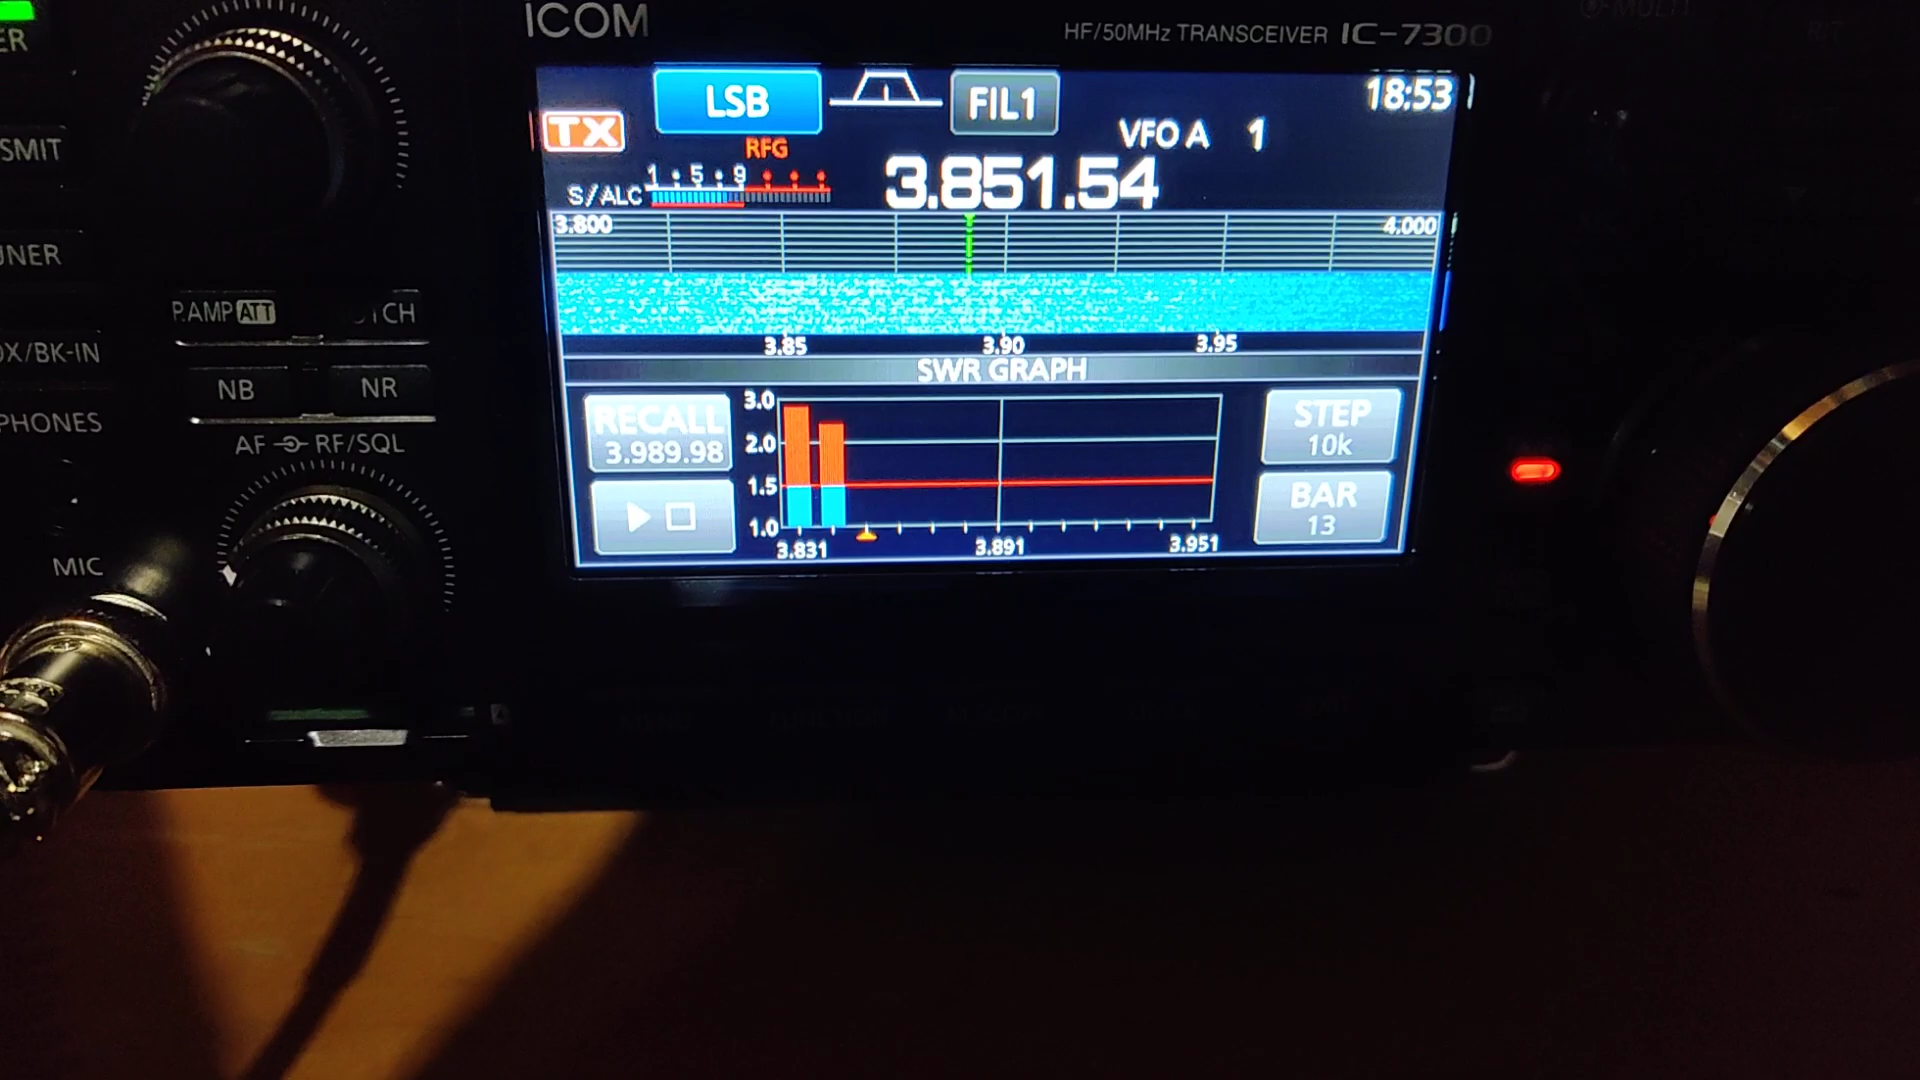 ICOM
HF/50MHz TRANSCEIVER IC-7300
ER
SMIT
UNER
P.AMP ATT
TCH
OX/BK-IN
NB
NR
PHONES
AF RF/SQL
MIC
LSB
FIL1
18:53
TX
RFG
VFO A 1
S/ALC 1 5 9
3.851.54
3.800
4.000
3.85 3.90 3.95
SWR GRAPH
RECALL
3.989.98
3.0
2.0
1.5
1.0
3.831 3.891 3.951
STEP
10k
BAR
13